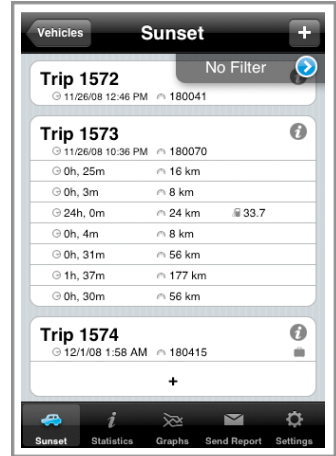 Vehicles Sunset +
No Filter
Trip 1572
11/26/08 12:46 PM 180041
Trip 1573
11/26/08 10:36 PM 180070
0h, 25m 16 km
0h, 3m 8 km
24h, 0m 24 km 33.7
0h, 4m 8 km
0h, 31m 56 km
1h, 37m 177 km
0h, 30m 56 km
Trip 1574
12/1/08 1:58 AM 180415
+
Sunset Statistics Graphs Send Report Settings